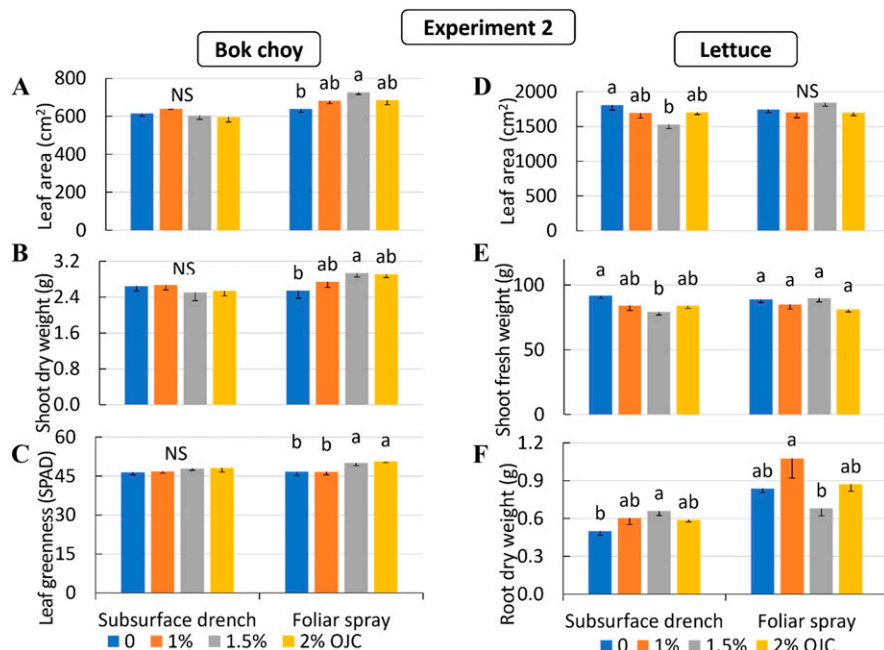 Experiment 2
Bok choy
Lettuce
A
Leaf area (cm²)
800
600
400
200
0
NS
b ab a ab
B
Shoot dry weight (g)
3.2
2.4
1.6
0.8
0.0
NS
b ab a ab
C
Leaf greenness (SPAD)
60
45
30
15
0
NS
b b a a
Subsurface drench Foliar spray
0 1% 1.5% 2% OJC
D
Leaf area (cm²)
2000
1500
1000
500
0
a ab b ab
NS
E
Shoot fresh weight (g)
100
50
0
a ab b ab
a a a a
F
Root dry weight (g)
1.2
0.9
0.6
0.3
0.0
b ab a ab
ab a b ab
Subsurface drench Foliar spray
0 1% 1.5% 2% OJC